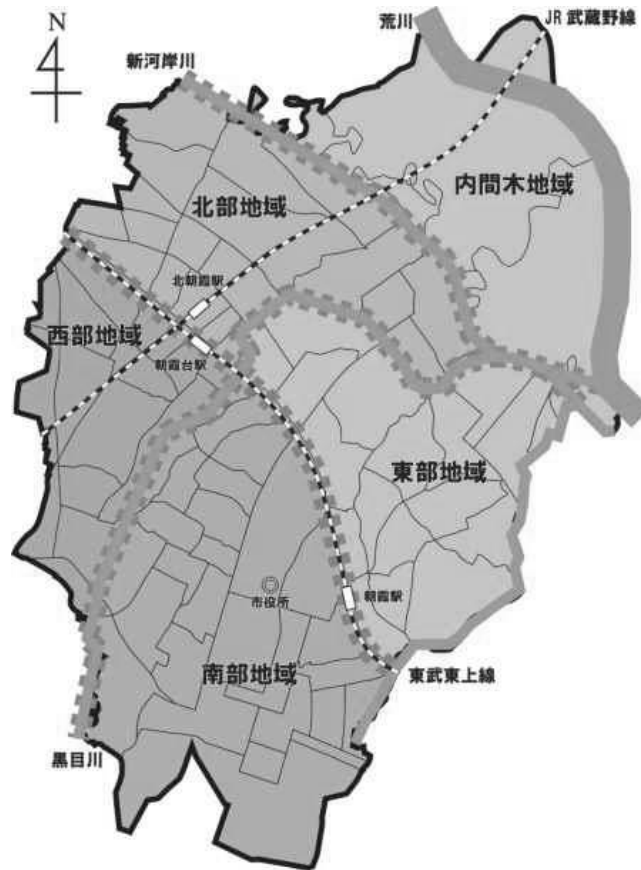 N
荒川
JR 武蔵野線
新河岸川
内間木地域
北部地域
北朝霞駅
西部地域
朝霞台駅
東部地域
市役所
朝霞駅
南部地域
東武東上線
黒目川